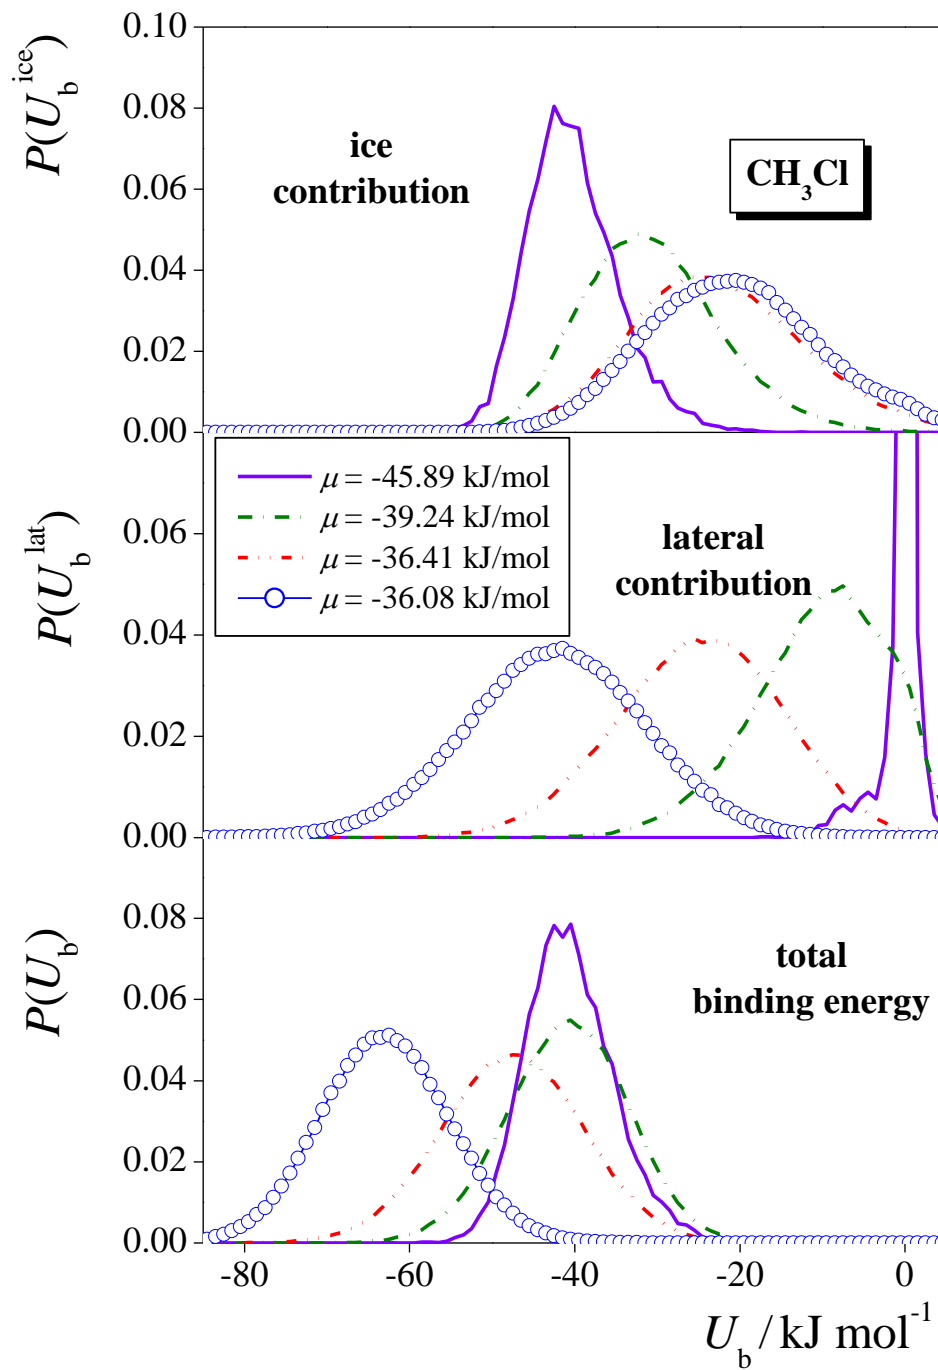 0.10
P(U_b^ice)
0.08
ice
contribution
CH₃Cl
0.06
0.04
0.02
0.00
μ = -45.89 kJ/mol
μ = -39.24 kJ/mol
μ = -36.41 kJ/mol
μ = -36.08 kJ/mol
P(U_b^lat)
0.06
lateral
contribution
0.04
0.02
0.00
P(U_b)
0.08
total
binding energy
0.06
0.04
0.02
0.00
-80 -60 -40 -20 0
U_b / kJ mol⁻¹